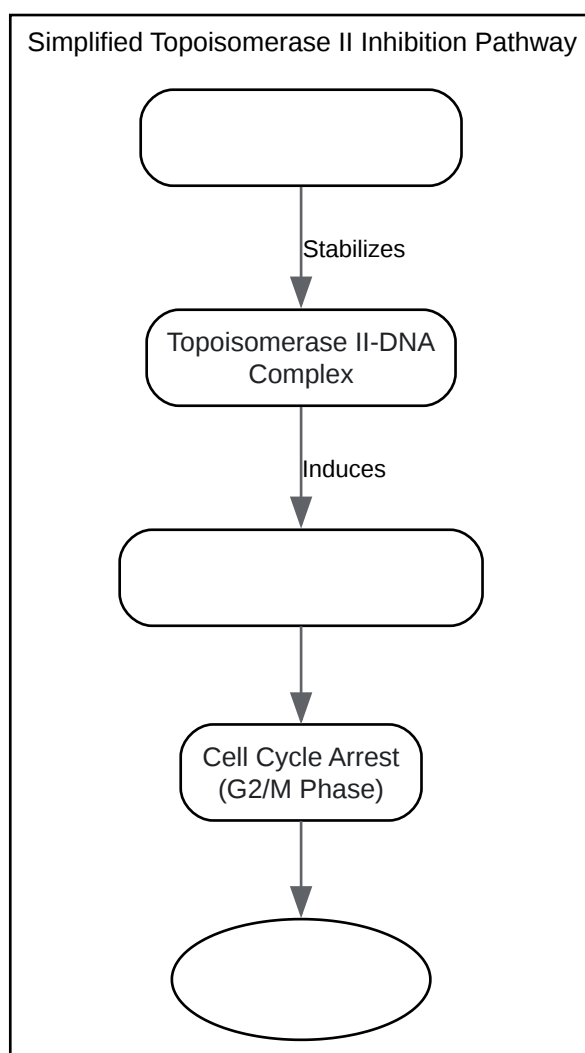 Simplified Topoisomerase II Inhibition Pathway
Stabilizes
Topoisomerase II-DNA
Complex
Induces
Cell Cycle Arrest
(G2/M Phase)